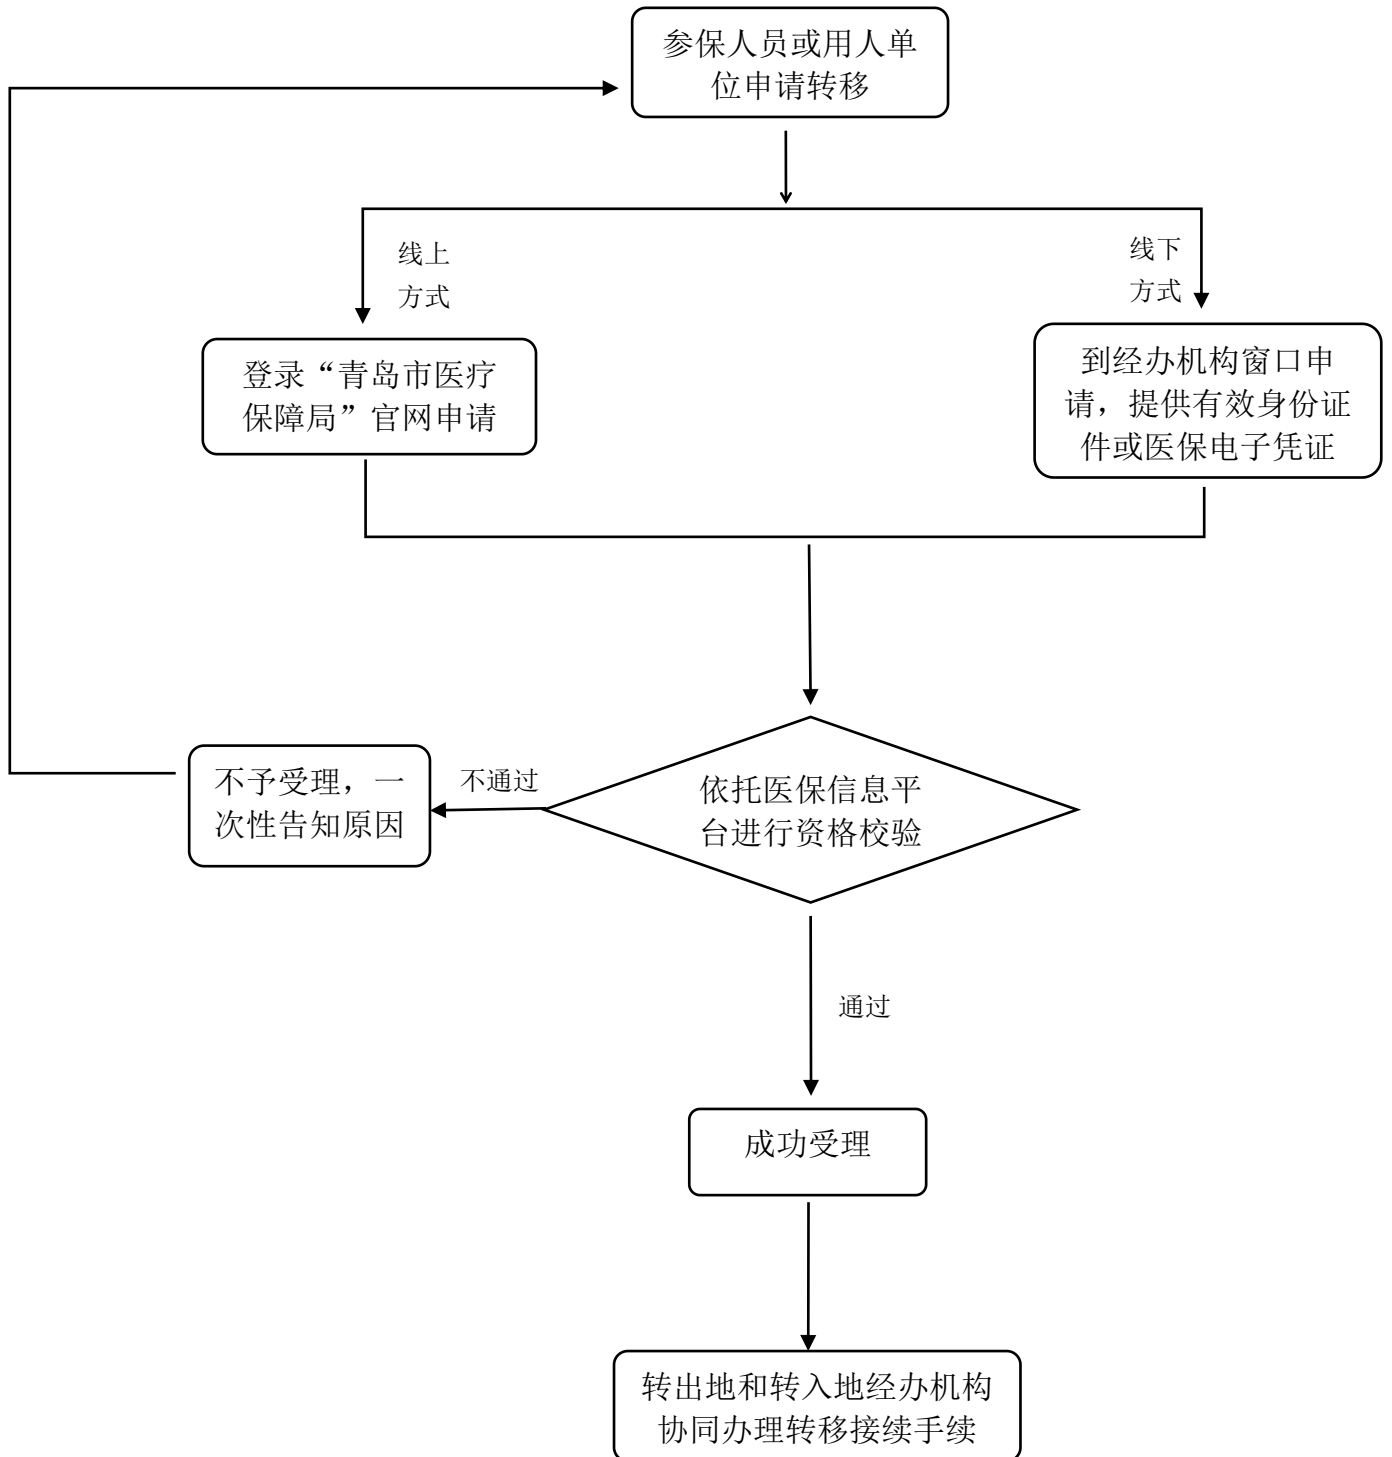 参保人员或用人单
位申请转移
线上
方式
线下
方式
登录“青岛市医疗
保障局”官网申请
到经办机构窗口申
请，提供有效身份证
件或医保电子凭证
不予受理，一
次性告知原因
不通过
依托医保信息平
台进行资格校验
通过
成功受理
转出地和转入地经办机构
协同办理转移接续手续